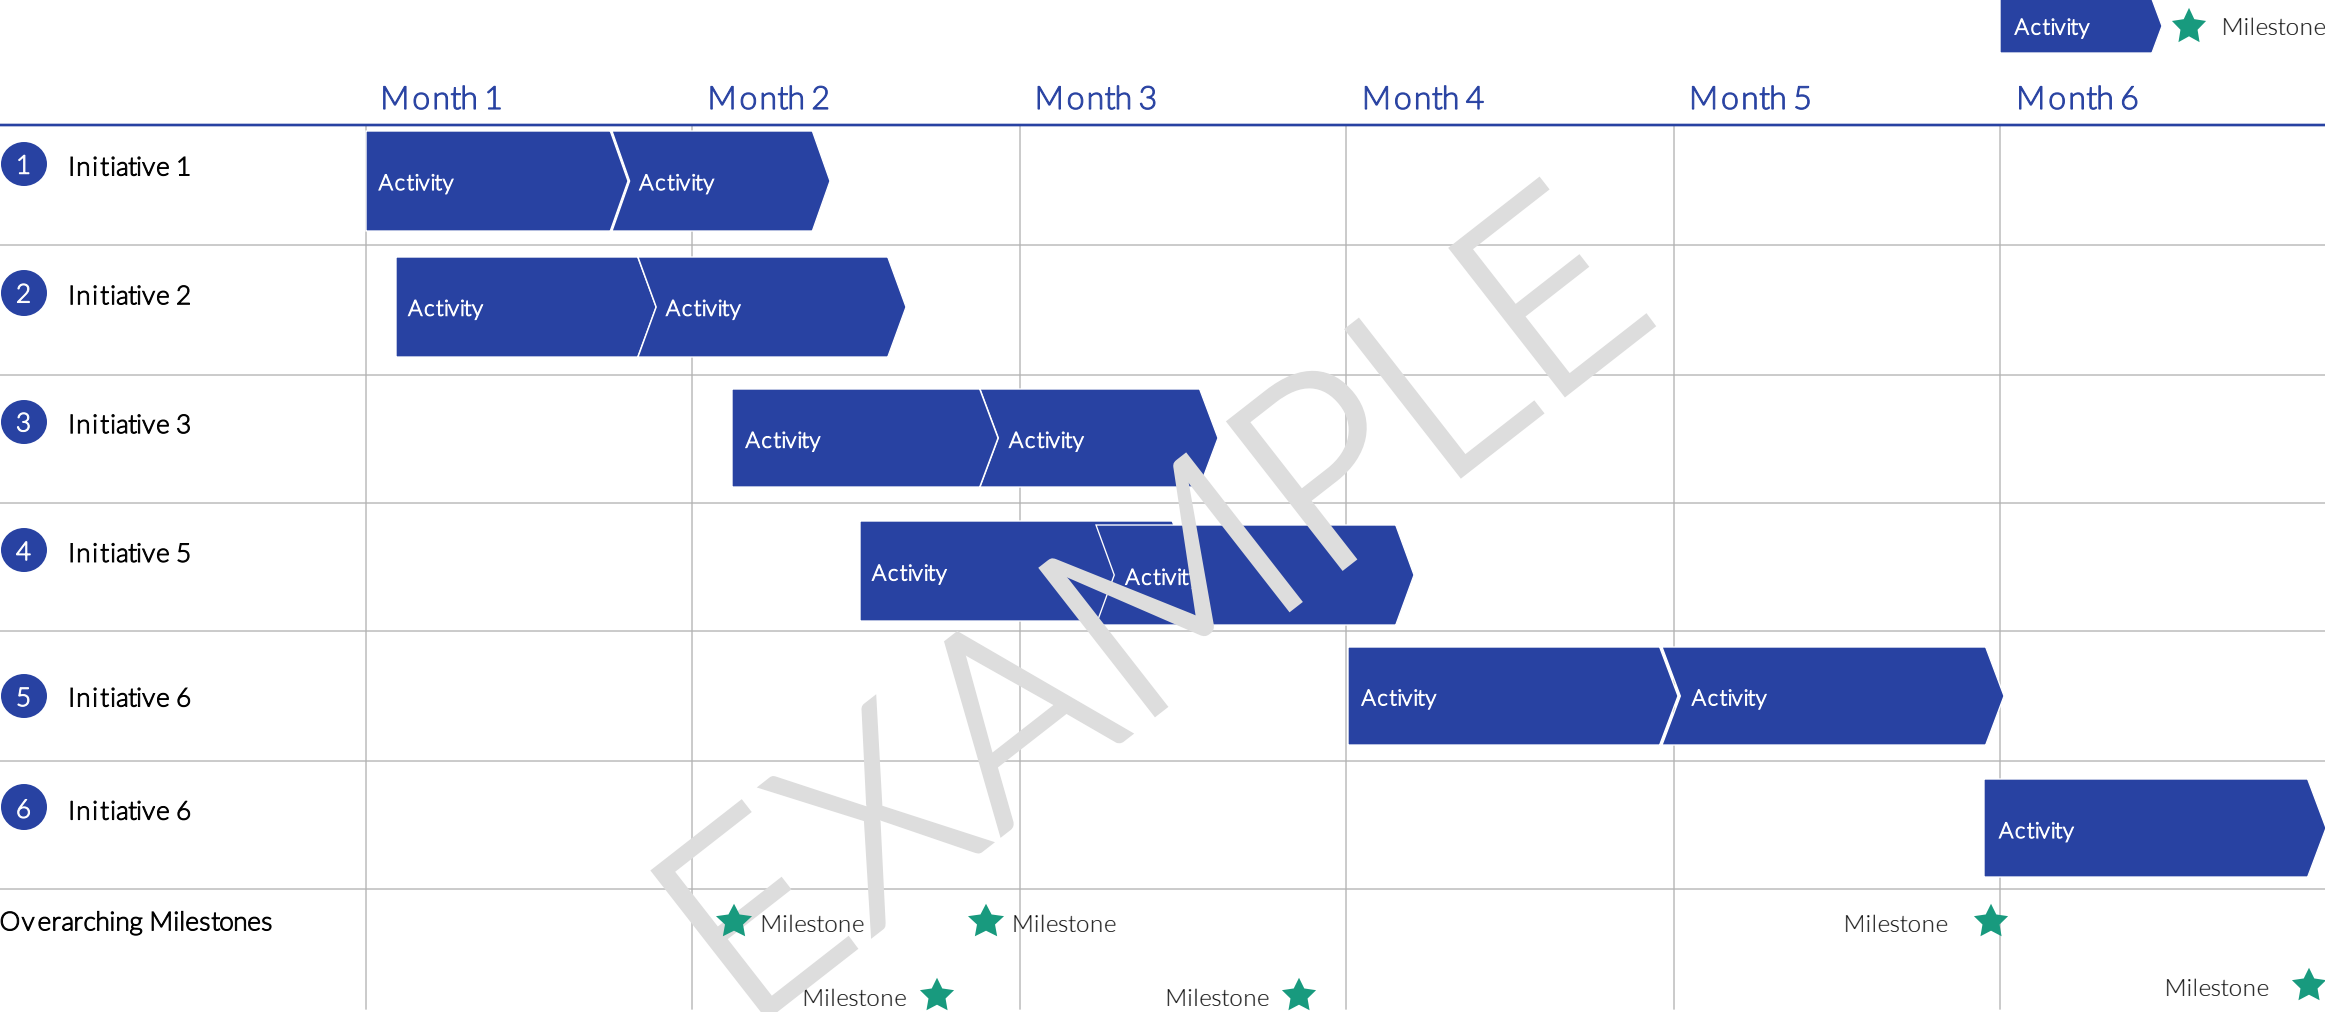 Activity Milestone
Month 1 Month 2 Month 3 Month 4 Month 5 Month 6
1 Initiative 1 Activity Activity
2 Initiative 2 Activity Activity
3 Initiative 3 Activity Activity
4 Initiative 5 Activity Activit
5 Initiative 6 Activity Activity
6 Initiative 6 Activity
EXAMPLE
Overarching Milestones Milestone Milestone Milestone
Milestone Milestone Milestone